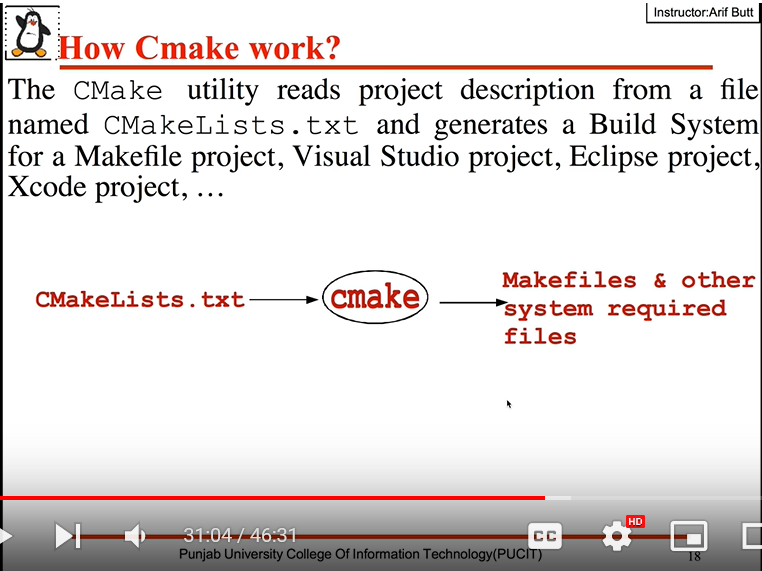 Instructor:Arif Butt
How Cmake work?
The CMake utility reads project description from a file
named CMakeLists.txt and generates a Build System
for a Makefile project, Visual Studio project, Eclipse project,
Xcode project, …
CMakeLists.txt
cmake
Makefiles & other
system required
files
31:04 / 46:31
CC
HD
Punjab University College Of Information Technology(PUCIT)
18